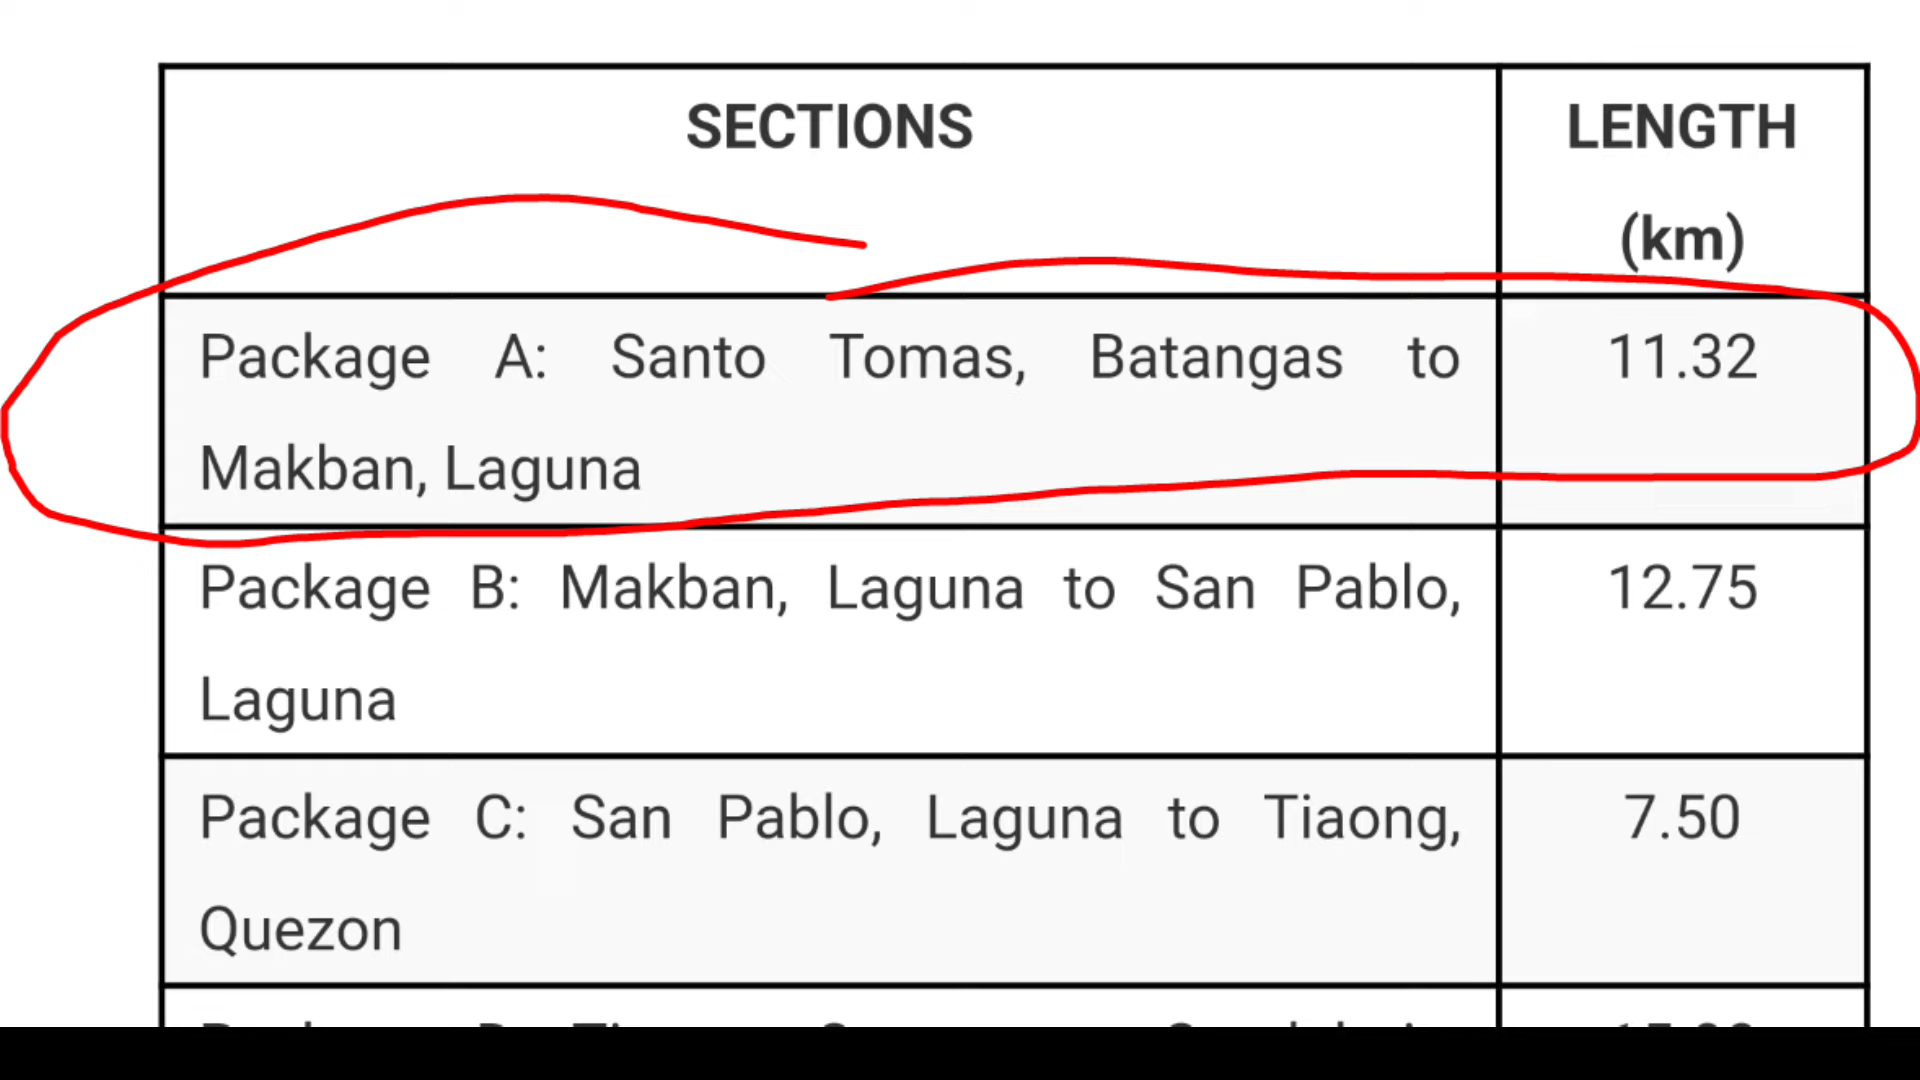 SECTIONS
LENGTH
(km)
Package A: Santo Tomas, Batangas to
Makban, Laguna
11.32
Package B: Makban, Laguna to San Pablo,
Laguna
12.75
Package C: San Pablo, Laguna to Tiaong,
Quezon
7.50